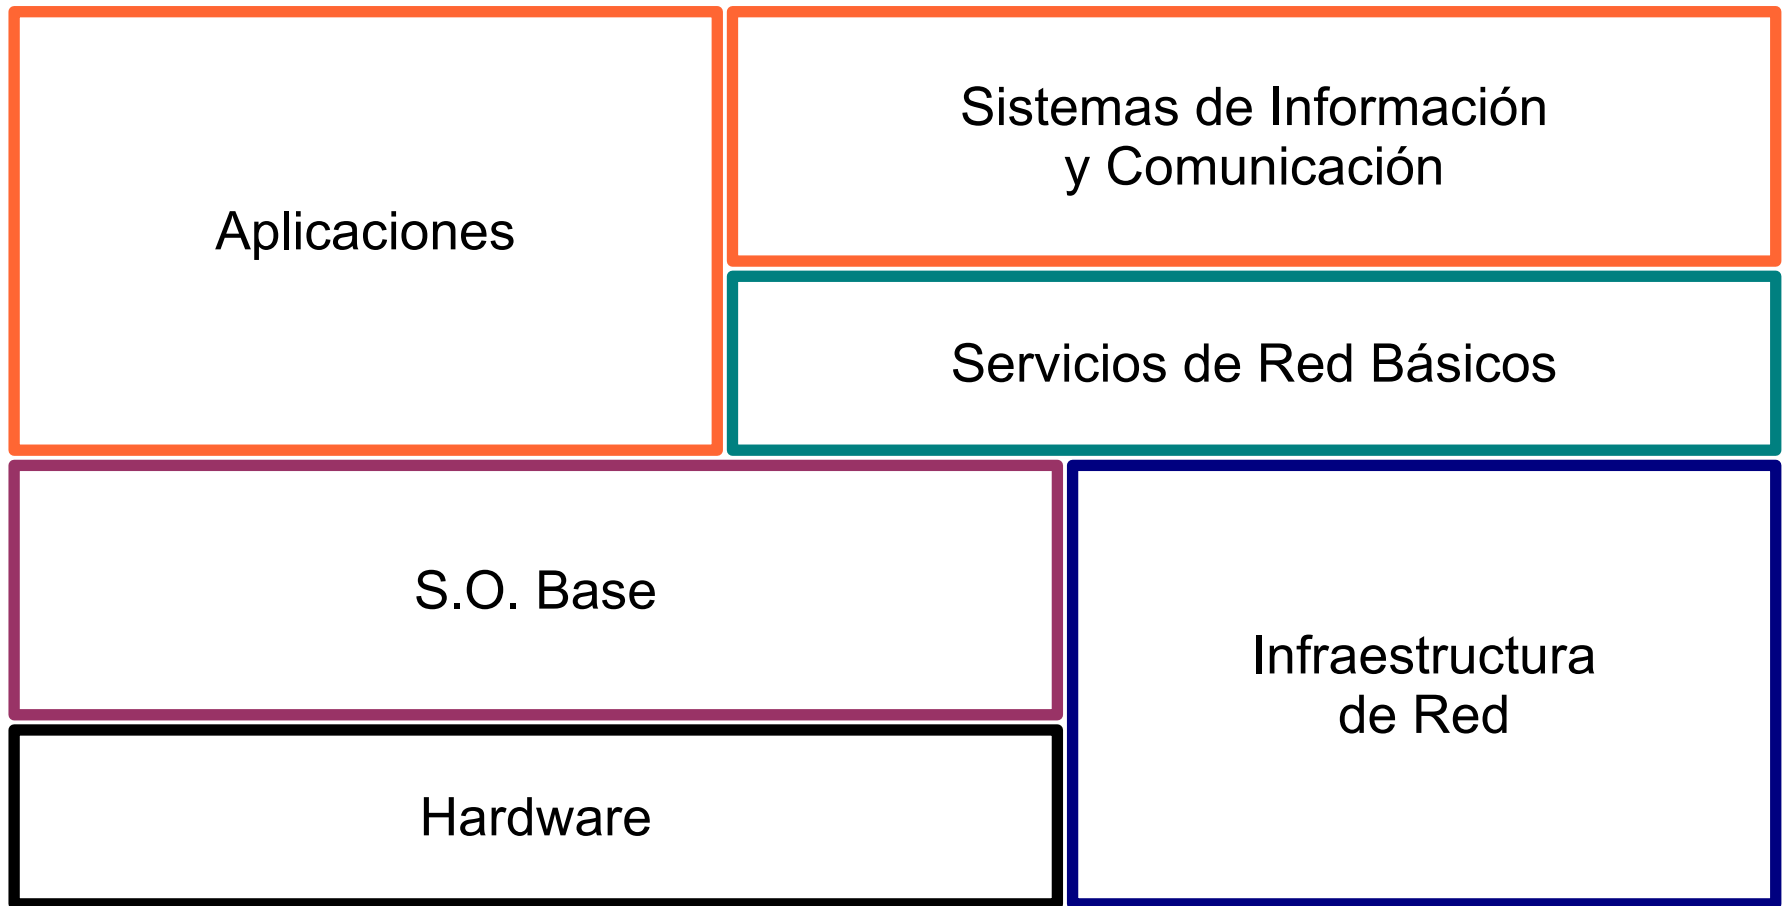 Aplicaciones
Sistemas de Información
y Comunicación
Servicios de Red Básicos
S.O. Base
Infraestructura
de Red
Hardware